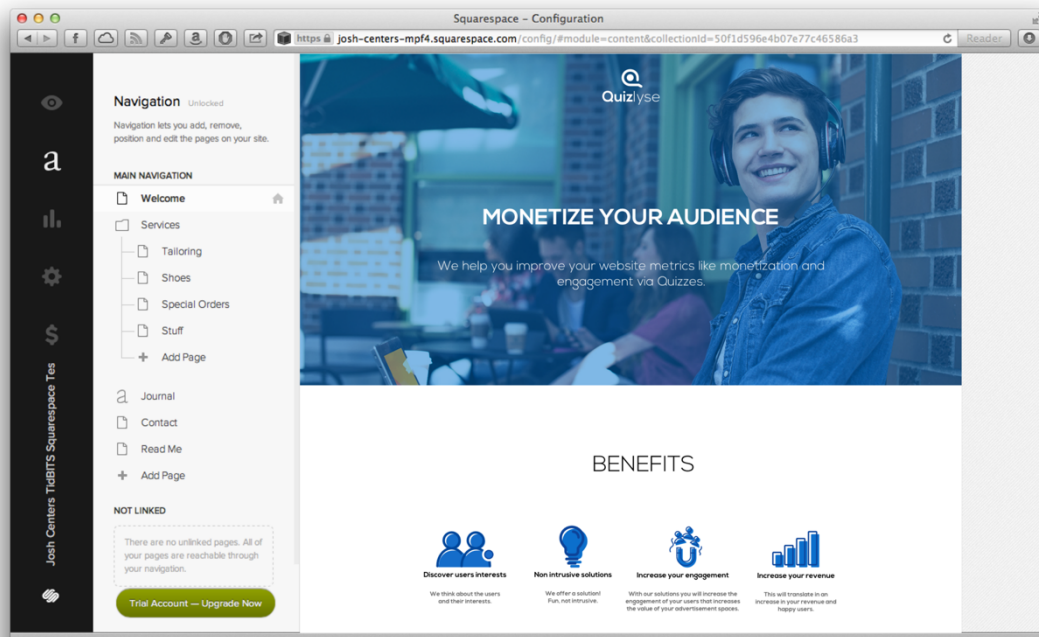 Squarespace – Configuration
https josh-centers-mpf4.squarespace.com/config/#module=content&collectionId=50f1d596e4b07e77c46586a3
Reader
Navigation Unlocked
Navigation lets you add, remove,
position and edit the pages on your site.
MAIN NAVIGATION
Welcome
Services
Tailoring
Shoes
Special Orders
Stuff
Add Page
Journal
Contact
Read Me
Add Page
NOT LINKED
There are no unlinked pages. All of
your pages are reachable through
your navigation.
Trial Account — Upgrade Now
Josh Centers TidBITS Squarespace Tes
Quizlyse
MONETIZE YOUR AUDIENCE
We help you improve your website metrics like monetization and
engagement via Quizzes.
BENEFITS
Discover users interests
We think about the users
and their interests.
Non intrusive solutions
We offer a solution!
Fun, not intrusive.
Increase your engagement
With our solutions you will increase the
engagement of your users that increases
the value of your advertisement spaces.
Increase your revenue
This will translate in an
increase in your revenue and
happy users.